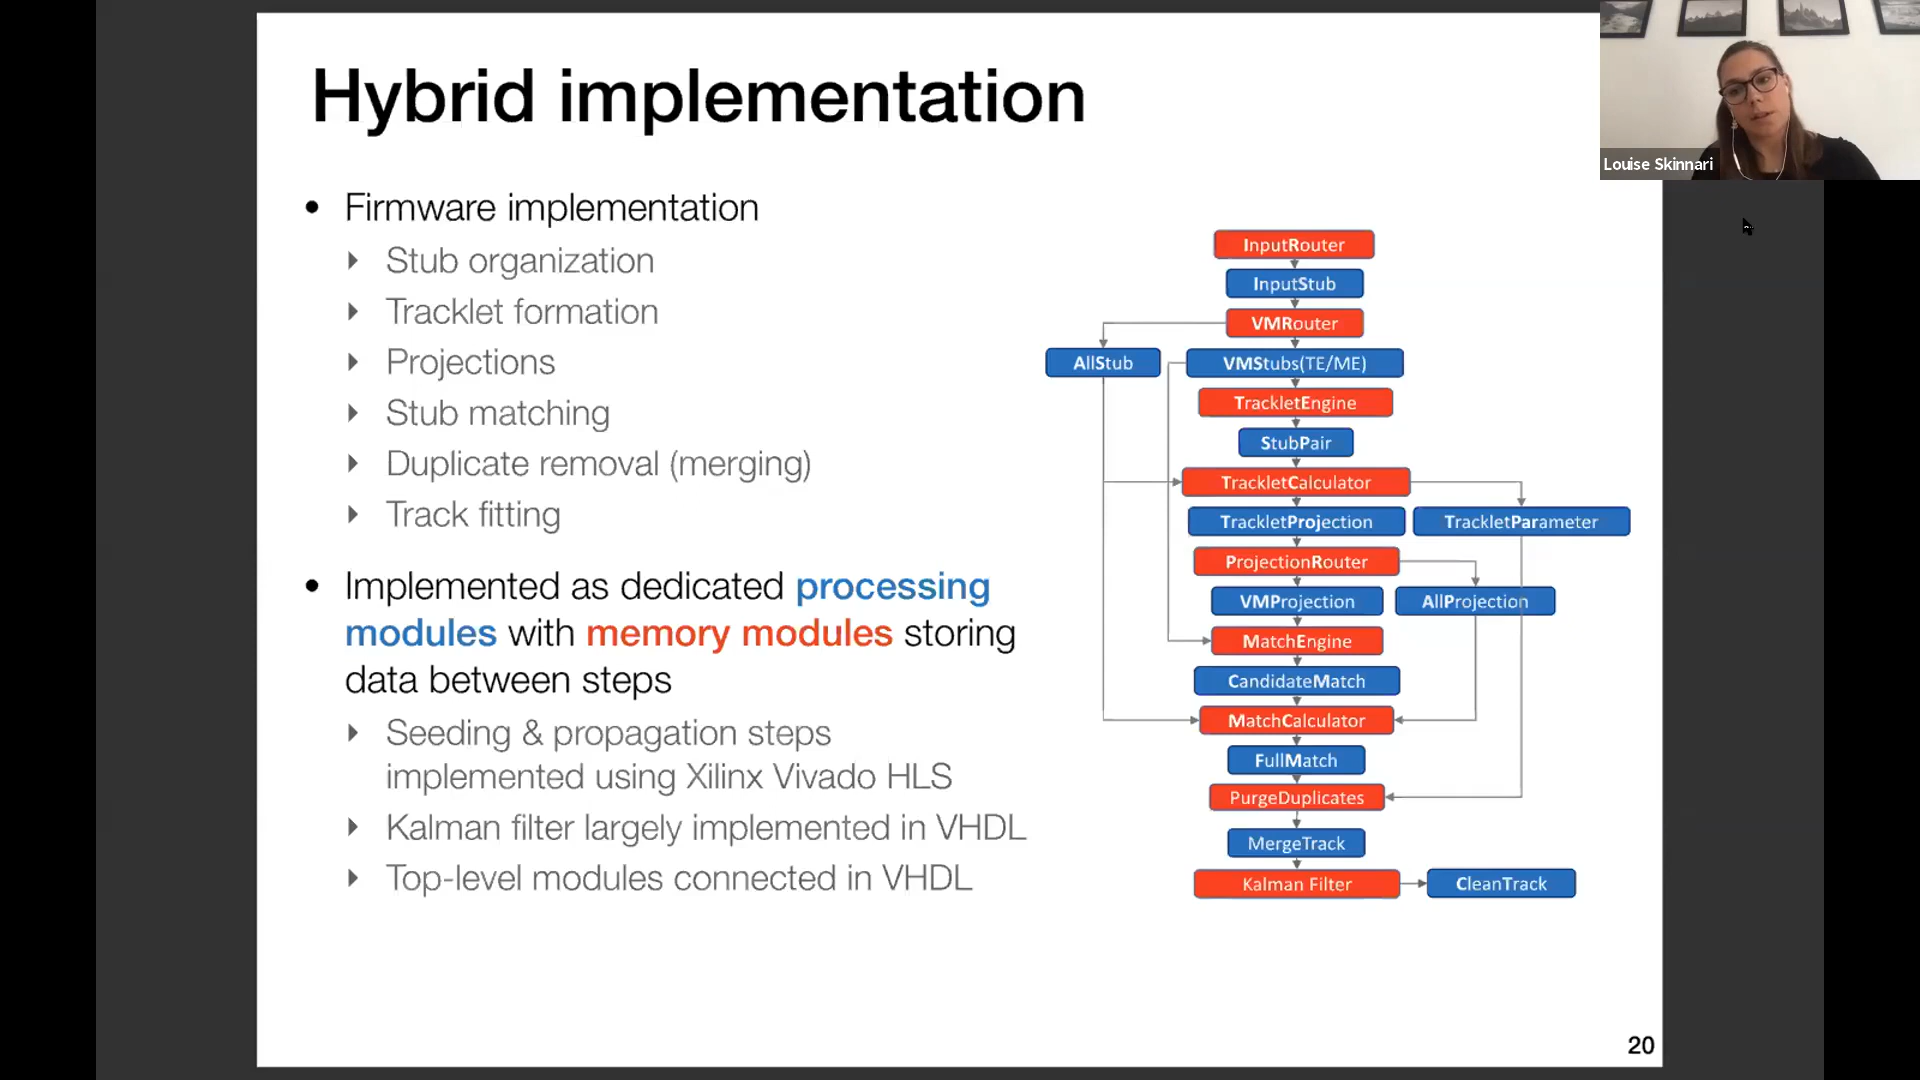 Hybrid implementation
Louise Skinnari
• Firmware implementation
Stub organization
Tracklet formation
Projections
Stub matching
Duplicate removal (merging)
Track fitting
• Implemented as dedicated processing
modules with memory modules storing
data between steps
Seeding & propagation steps
implemented using Xilinx Vivado HLS
Kalman filter largely implemented in VHDL
Top-level modules connected in VHDL
InputRouter
InputStub
VMRouter
AllStub
VMStubs(TE/ME)
TrackletEngine
StubPair
TrackletCalculator
TrackletProjection
TrackletParameter
ProjectionRouter
VMProjection
AllProjection
MatchEngine
CandidateMatch
MatchCalculator
FullMatch
PurgeDuplicates
MergeTrack
Kalman Filter
CleanTrack
20